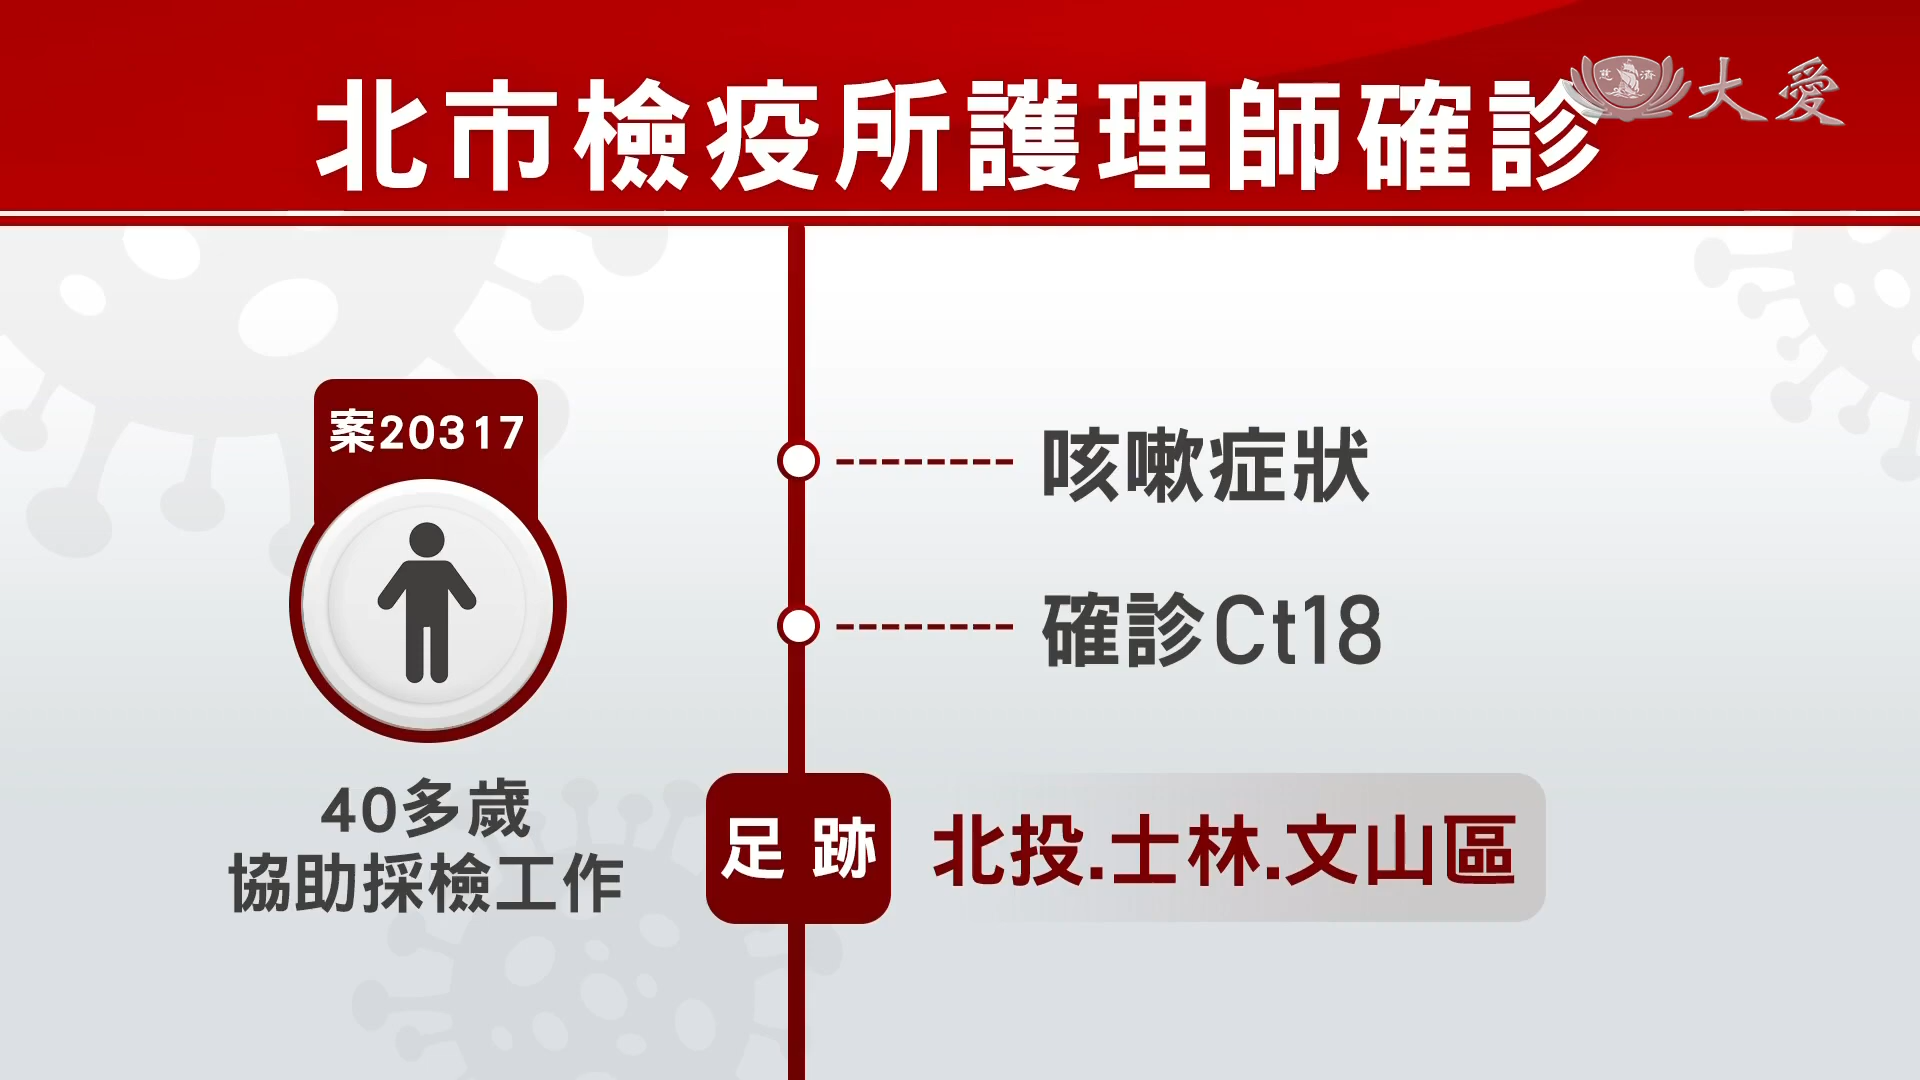 北市檢疫所護理師確診
慈濟
大愛
案20317
40多歲
協助採檢工作
咳嗽症狀
確診Ct18
足跡
北投.士林.文山區